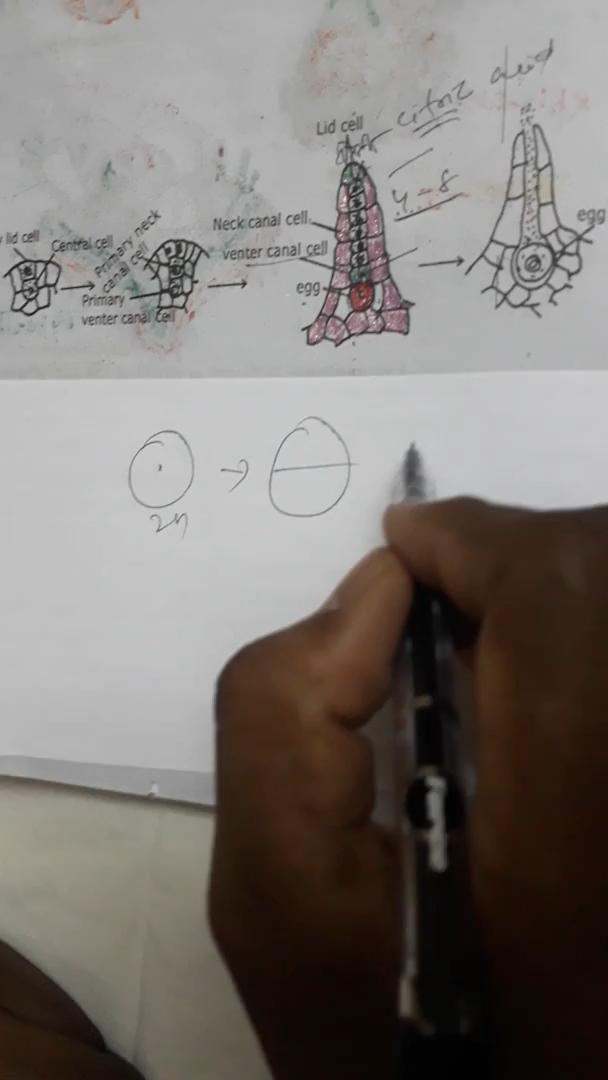 Lid cell
citric acid
4-8
y lid cell
Central cell
Primary neck
canal cell
Primary
venter canal cell
Neck canal cell
venter canal cell
egg
egg
2n